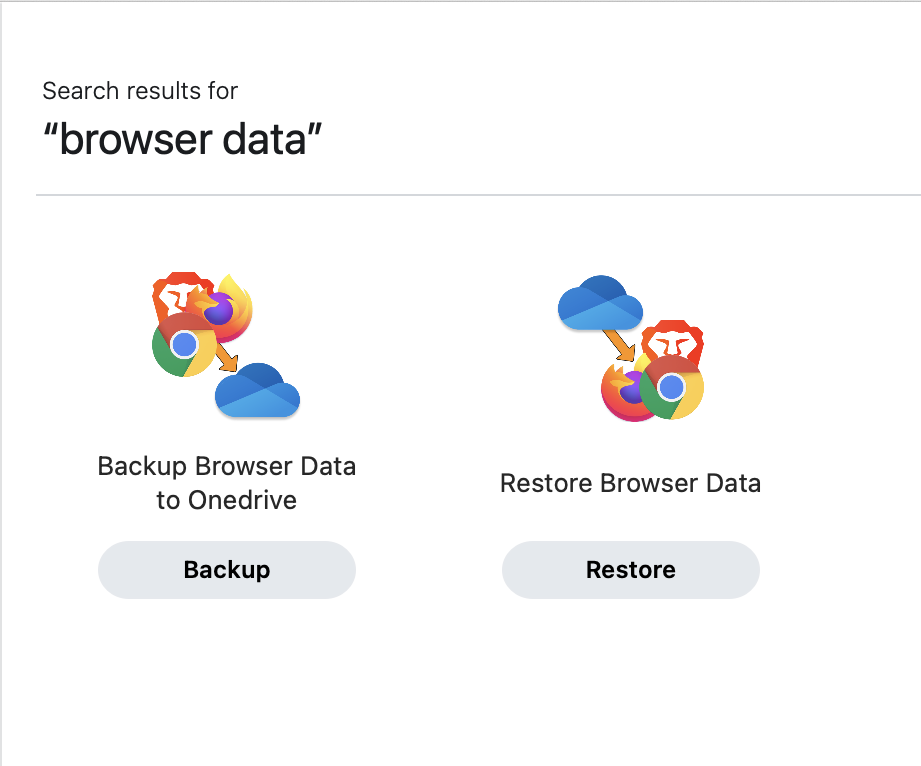 Search results for
“browser data”
Backup Browser Data
to Onedrive
Backup
Restore Browser Data
Restore